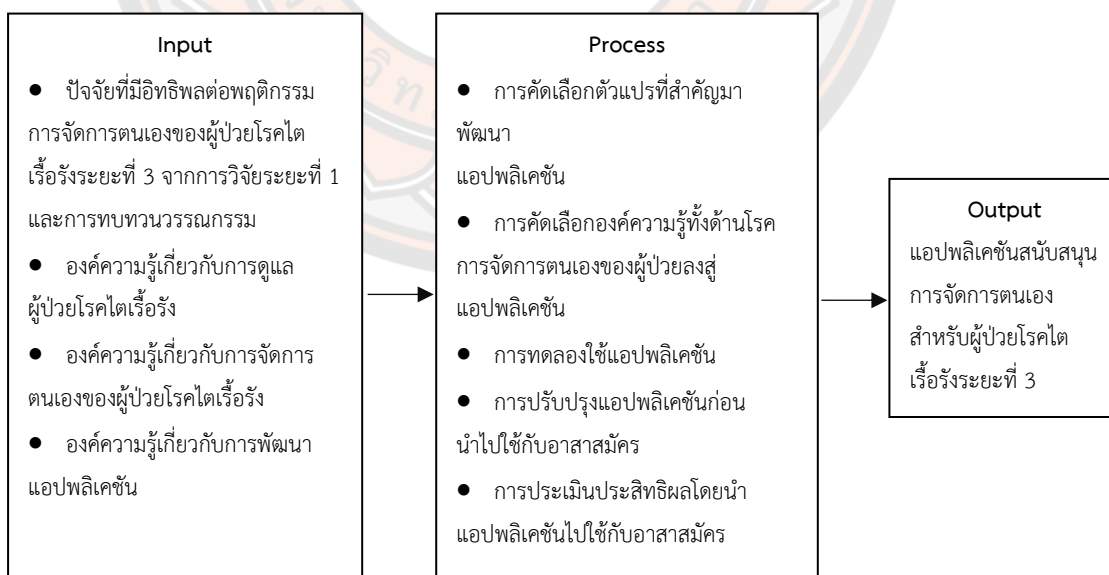 Input
● ปัจจัยที่มีอิทธิพลต่อพฤติกรรม
การจัดการตนเองของผู้ป่วยโรคไต
เรื้อรังระยะที่ 3 จากการวิจัยระยะที่ 1
และการทบทวนวรรณกรรม
● องค์ความรู้เกี่ยวกับการดูแล
ผู้ป่วยโรคไตเรื้อรัง
● องค์ความรู้เกี่ยวกับการจัดการ
ตนเองของผู้ป่วยโรคไตเรื้อรัง
● องค์ความรู้เกี่ยวกับการพัฒนา
แอปพลิเคชัน
Process
● การคัดเลือกตัวแปรที่สำคัญมา
พัฒนา
แอปพลิเคชัน
● การคัดเลือกองค์ความรู้ทั้งด้านโรค
การจัดการตนเองของผู้ป่วยลงสู่
แอปพลิเคชัน
● การทดลองใช้แอปพลิเคชัน
● การปรับปรุงแอปพลิเคชันก่อน
นำไปใช้กับอาสาสมัคร
● การประเมินประสิทธิผลโดยนำ
แอปพลิเคชันไปใช้กับอาสาสมัคร
Output
แอปพลิเคชันสนับสนุน
การจัดการตนเอง
สำหรับผู้ป่วยโรคไต
เรื้อรังระยะที่ 3